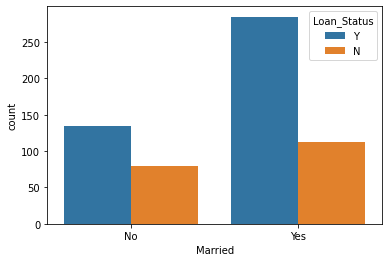 Loan_Status
Y
N
250
200
150
100
50
0
count
No
Yes
Married